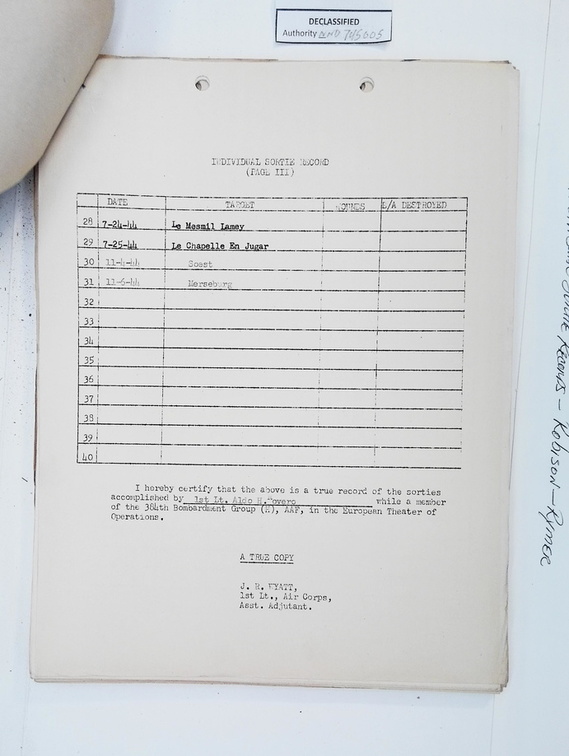 DECLASSIFIED
Authority NND 745005
INDIVIDUAL SORTIE RECORD
(PAGE III)
DATE TARGET E/A DESTROYED
28 7-24-44 Le Mesmil Lamey
29 7-25-44 Le Chapelle En Jugar
30 11-4-44 Soest
31 11-6-44 Merseburg
32
33
34
35
36
37
38
39
40
I hereby certify that the above is a true record of the sorties
accomplished by 1st Lt. Aldo H. while a member
of the 384th Bombardment Group (H), AAF, in the European Theater of
Operations.
A TRUE COPY
J. R. WYATT,
1st Lt., Air Corps,
Asst. Adjutant.
Sortie Records - Robison - Rymer